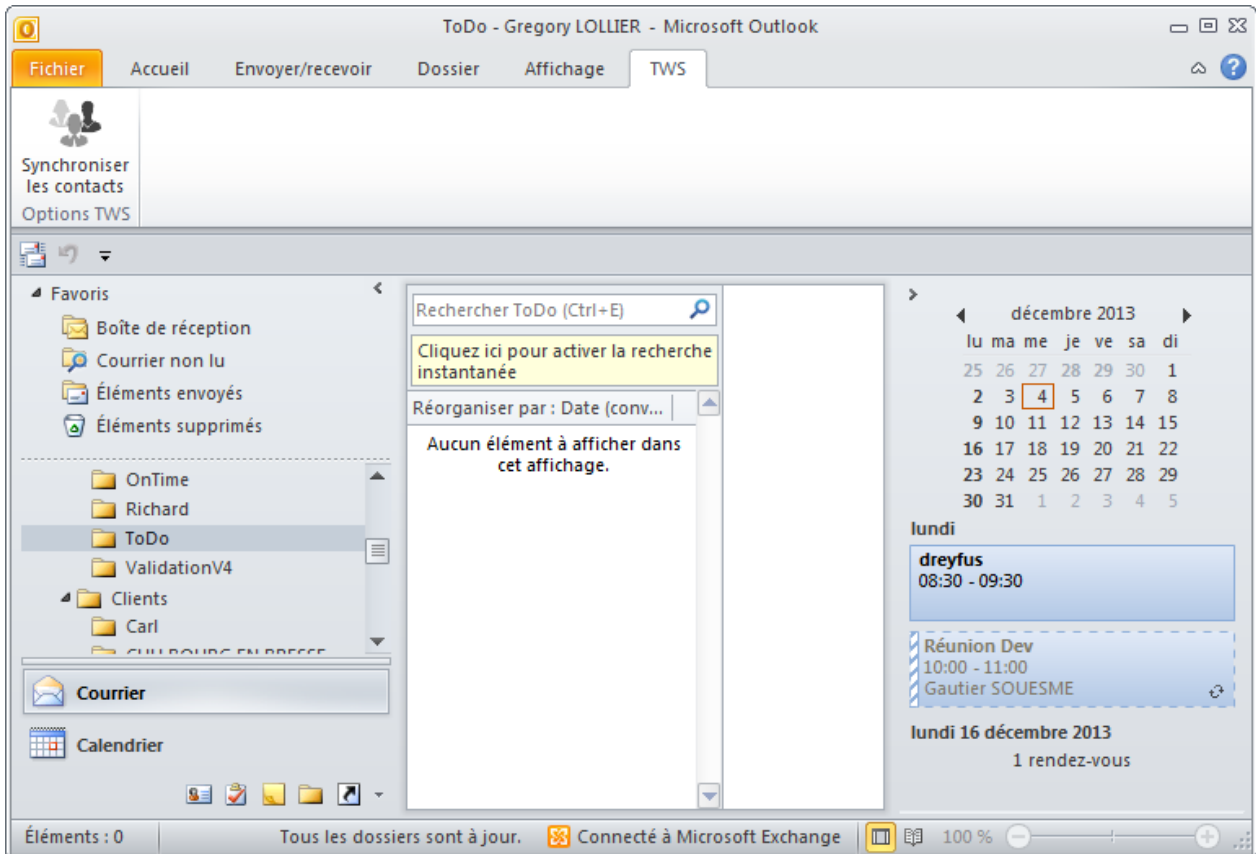 ToDo - Gregory LOLLIER - Microsoft Outlook
Fichier Accueil Envoyer/recevoir Dossier Affichage TWS
Synchroniser
les contacts
Options TWS
Favoris
Boîte de réception
Courrier non lu
Éléments envoyés
Éléments supprimés
OnTime
Richard
ToDo
ValidationV4
Clients
Carl
Courrier
Calendrier
Rechercher ToDo (Ctrl+E)
Cliquez ici pour activer la recherche
instantanée
Réorganiser par : Date (conv...
Aucun élément à afficher dans
cet affichage.
décembre 2013
lu ma me je ve sa di
25 26 27 28 29 30 1
2 3 4 5 6 7 8
9 10 11 12 13 14 15
16 17 18 19 20 21 22
23 24 25 26 27 28 29
30 31 1 2 3 4 5
lundi
dreyfus
08:30 - 09:30
Réunion Dev
10:00 - 11:00
Gautier SOUESME
lundi 16 décembre 2013
1 rendez-vous
Éléments : 0 Tous les dossiers sont à jour. Connecté à Microsoft Exchange 100 %